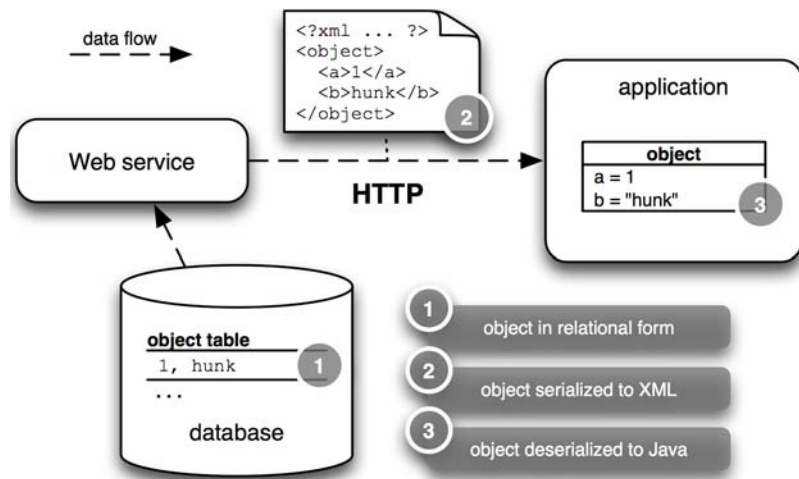 data flow
<?xml ... ?>
<object>
<a>1</a>
<b>hunk</b>
</object>
2
Web service
HTTP
application
object
a = 1
b = "hunk"
3
object table
1, hunk
...
1
database
1
object in relational form
2
object serialized to XML
3
object deserialized to Java